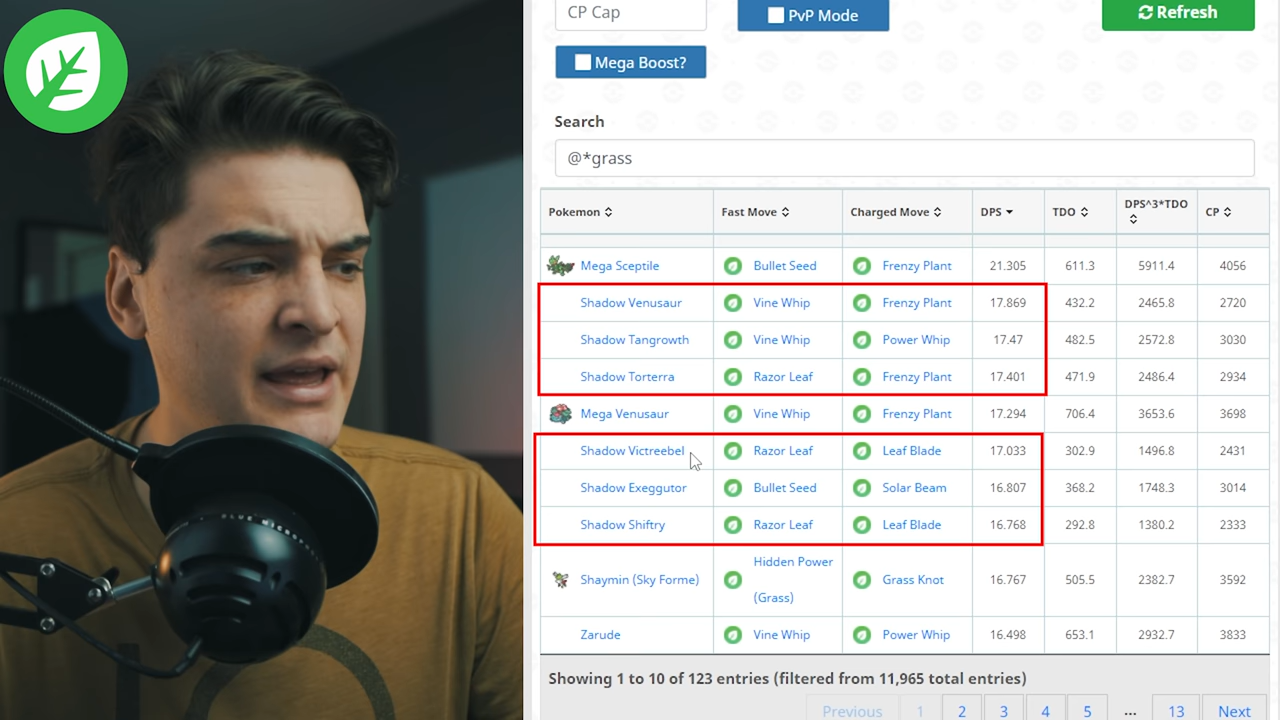 CP Cap
PvP Mode
Refresh
Mega Boost?
Search
@*grass
Pokemon Fast Move Charged Move DPS TDO DPS^3*TDO CP
Mega Sceptile Bullet Seed Frenzy Plant 21.305 611.3 5911.4 4056
Shadow Venusaur Vine Whip Frenzy Plant 17.869 432.2 2465.8 2720
Shadow Tangrowth Vine Whip Power Whip 17.47 482.5 2572.8 3030
Shadow Torterra Razor Leaf Frenzy Plant 17.401 471.9 2486.4 2934
Mega Venusaur Vine Whip Frenzy Plant 17.294 706.4 3653.6 3698
Shadow Victreebel Razor Leaf Leaf Blade 17.033 302.9 1496.8 2431
Shadow Exeggutor Bullet Seed Solar Beam 16.807 368.2 1748.3 3014
Shadow Shiftry Razor Leaf Leaf Blade 16.768 292.8 1380.2 2333
Shaymin (Sky Forme) Hidden Power (Grass) Grass Knot 16.767 505.5 2382.7 3592
Zarude Vine Whip Power Whip 16.498 653.1 2932.7 3833
Showing 1 to 10 of 123 entries (filtered from 11,965 total entries)
Previous 1 2 3 4 5 ... 13 Next